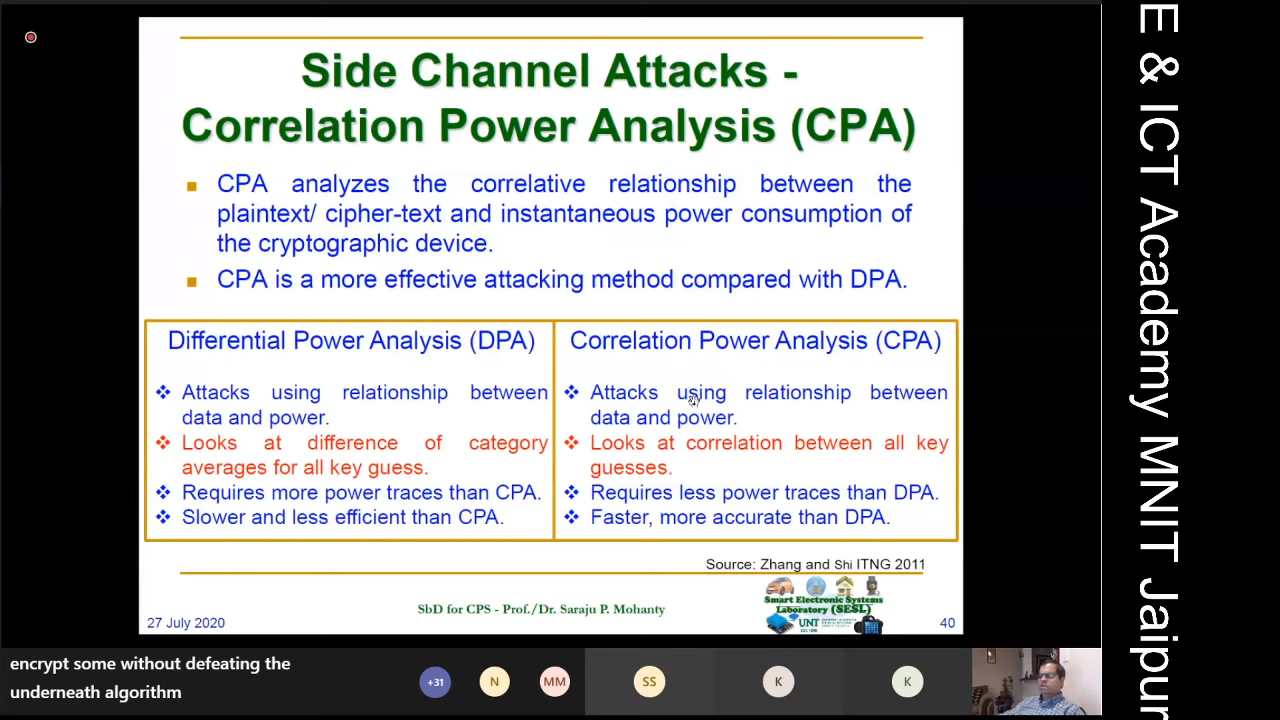 Side Channel Attacks -
Correlation Power Analysis (CPA)
CPA analyzes the correlative relationship between the
plaintext/ cipher-text and instantaneous power consumption of
the cryptographic device.
CPA is a more effective attacking method compared with DPA.
Differential Power Analysis (DPA)
Attacks using relationship between
data and power.
Looks at difference of category
averages for all key guess.
Requires more power traces than CPA.
Slower and less efficient than CPA.
Correlation Power Analysis (CPA)
Attacks using relationship between
data and power.
Looks at correlation between all key
guesses.
Requires less power traces than DPA.
Faster, more accurate than DPA.
Source: Zhang and Shi ITNG 2011
27 July 2020
SbD for CPS - Prof./Dr. Saraju P. Mohanty
Smart Electronic Systems
Laboratory (SESL)
UNT
40
encrypt some without defeating the
underneath algorithm
+31
N
MM
SS
K
K
E & ICT Academy MNIT Jaipur